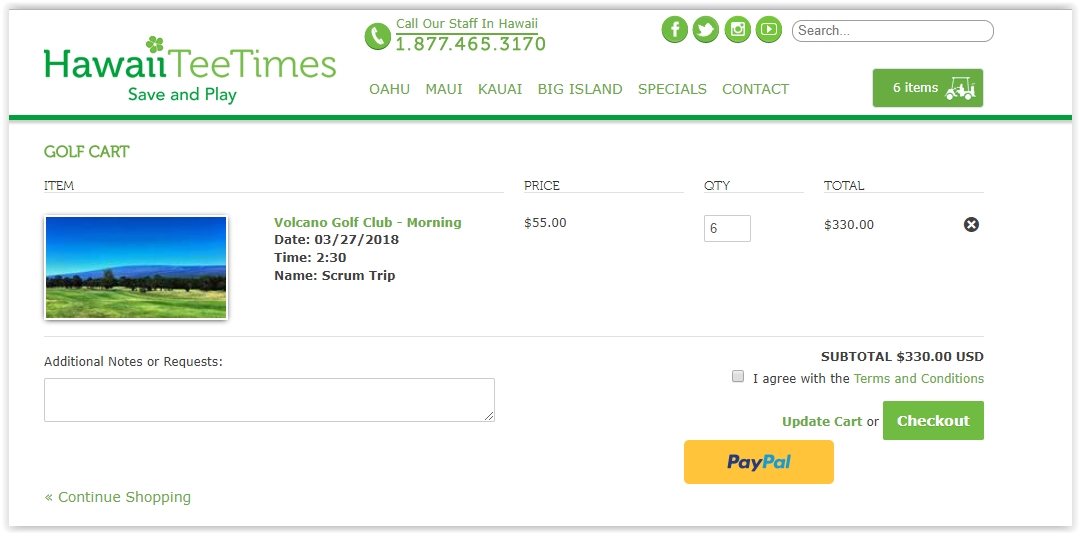 Call Our Staff In Hawaii
1.877.465.3170
Search...
HawaiiTeeTimes
Save and Play
OAHU MAUI KAUAI BIG ISLAND SPECIALS CONTACT
6 items
GOLF CART
ITEM PRICE QTY TOTAL
Volcano Golf Club - Morning $55.00 6 $330.00
Date: 03/27/2018
Time: 2:30
Name: Scrum Trip
Additional Notes or Requests:
SUBTOTAL $330.00 USD
I agree with the Terms and Conditions
Update Cart or Checkout
PayPal
« Continue Shopping